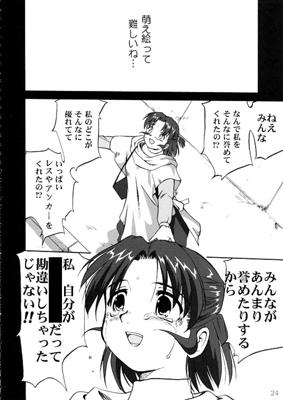 萌え絵って
難しいね…
ねえ
みんな
なんで私を
そんなに誉めて
くれたの!?
私のどこが
そんなに
優れてて
いっぱい
レスやアンカーを
くれたの!?
みんなが
あんまり
誉めたりする
から
私 自分が
だって
勘違いしちゃった
じゃない!!
24